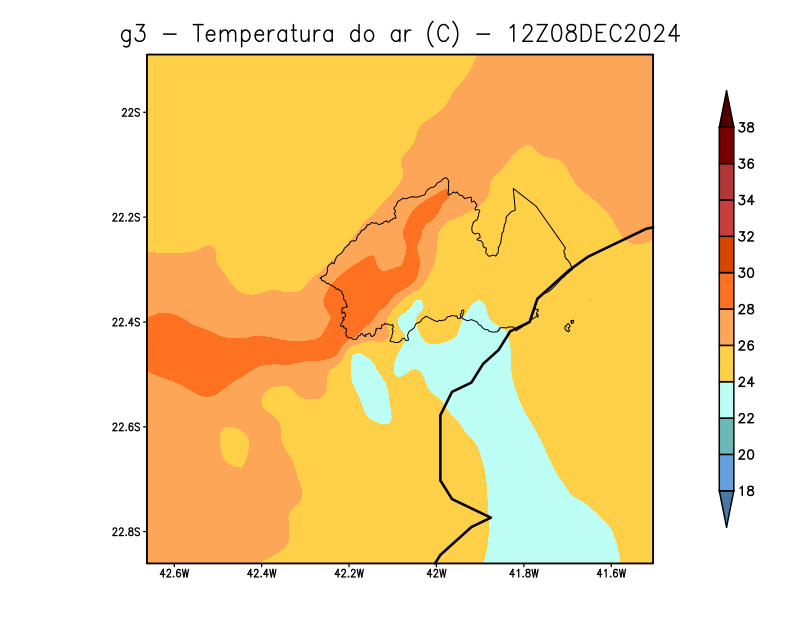 g3 – Temperatura do ar (C) – 12Z08DEC2024
22S
22.2S
22.4S
22.6S
22.8S
42.6W
42.4W
42.2W
42W
41.8W
41.6W
38
36
34
32
30
28
26
24
22
20
18